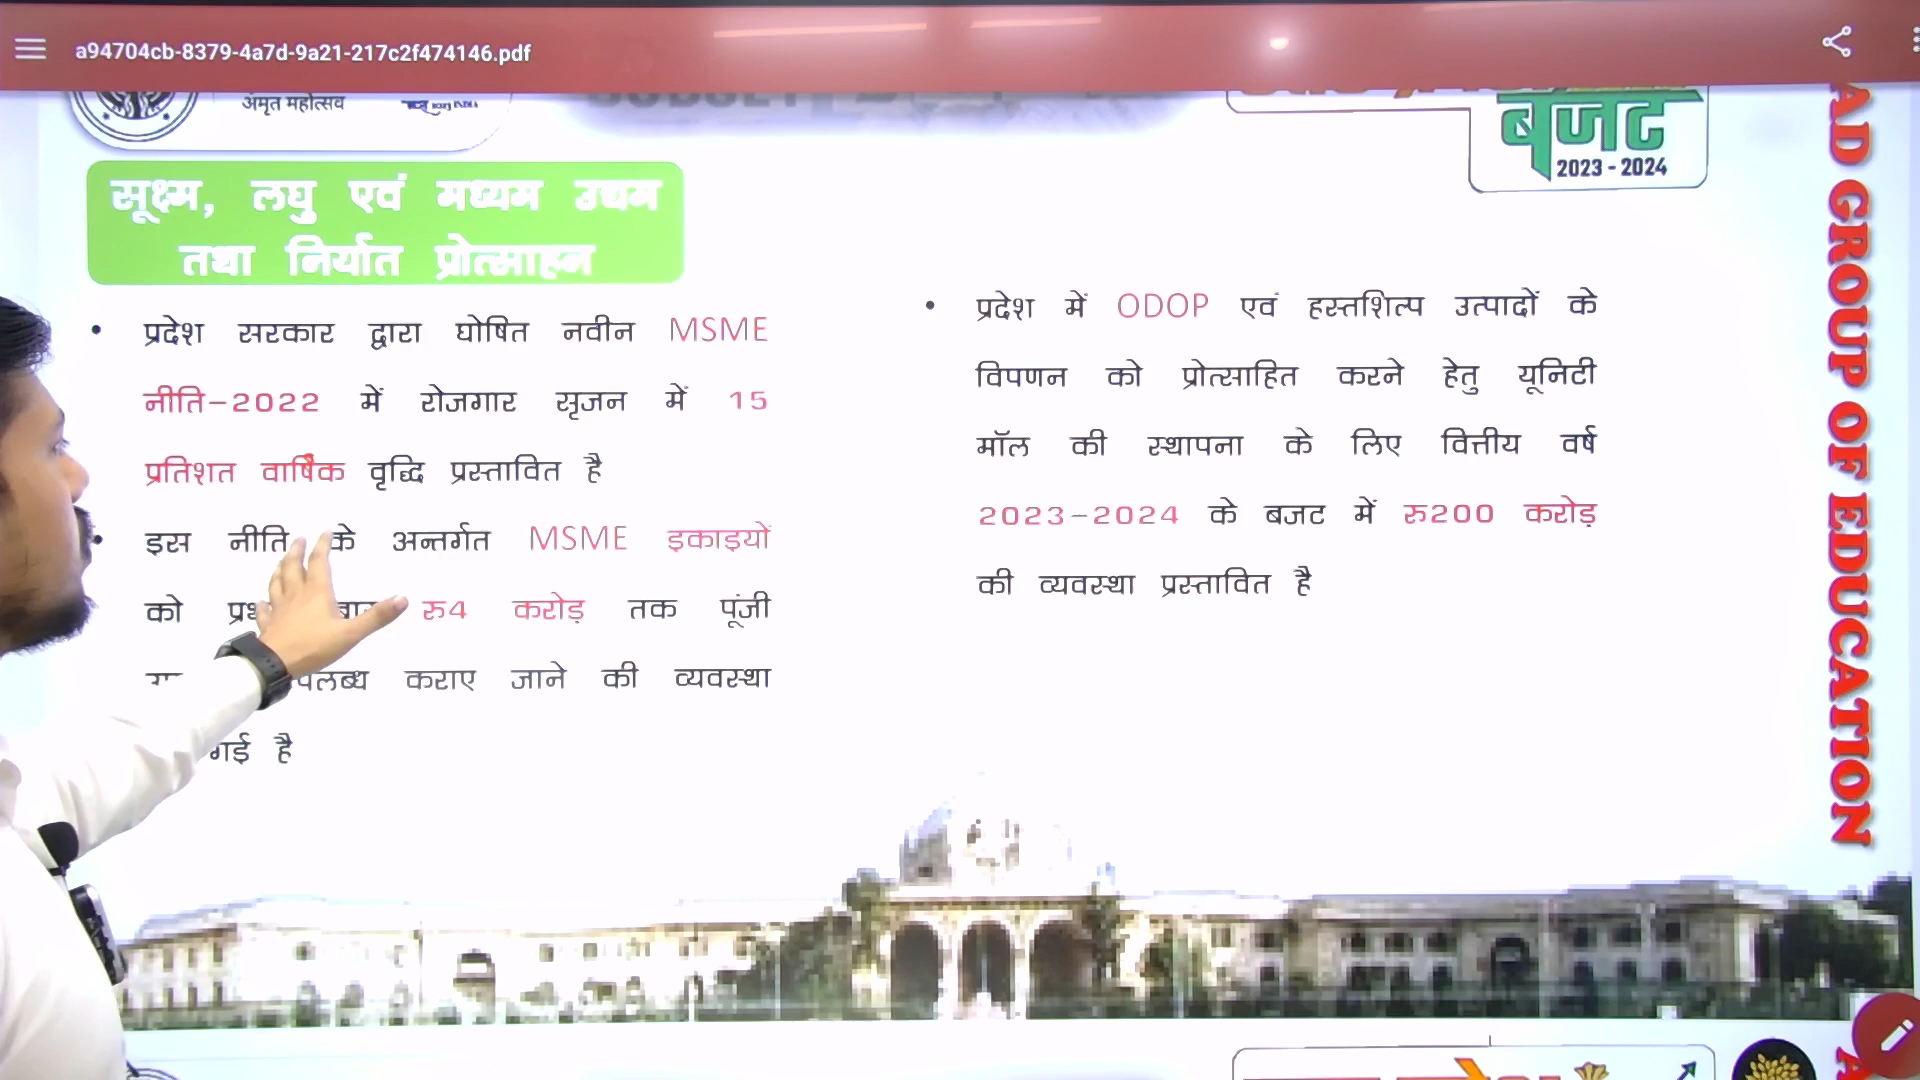 a94704cb-8379-4a7d-9a21-217c2f474146.pdf
अमृत महोत्सव
बजट
2023 - 2024
सूक्ष्म, लघु एवं मध्यम उद्यम
तथा निर्यात प्रोत्साहन
• प्रदेश सरकार द्वारा घोषित नवीन MSME
नीति-2022 में रोजगार सृजन में 15
प्रतिशत वार्षिक वृद्धि प्रस्तावित है
• इस नीति के अन्तर्गत MSME इकाइयों
को रु4 करोड़ तक पूंजी
कराए जाने की व्यवस्था
गई है
• प्रदेश में ODOP एवं हस्तशित्प उत्पादों के
विपणन को प्रोत्साहित करने हेतु यूनिटी
मॉल की स्थापना के लिए वित्तीय वर्ष
2023-2024 के बजट में रु200 करोड़
की व्यवस्था प्रस्तावित है
AD GROUP OF EDUCATION